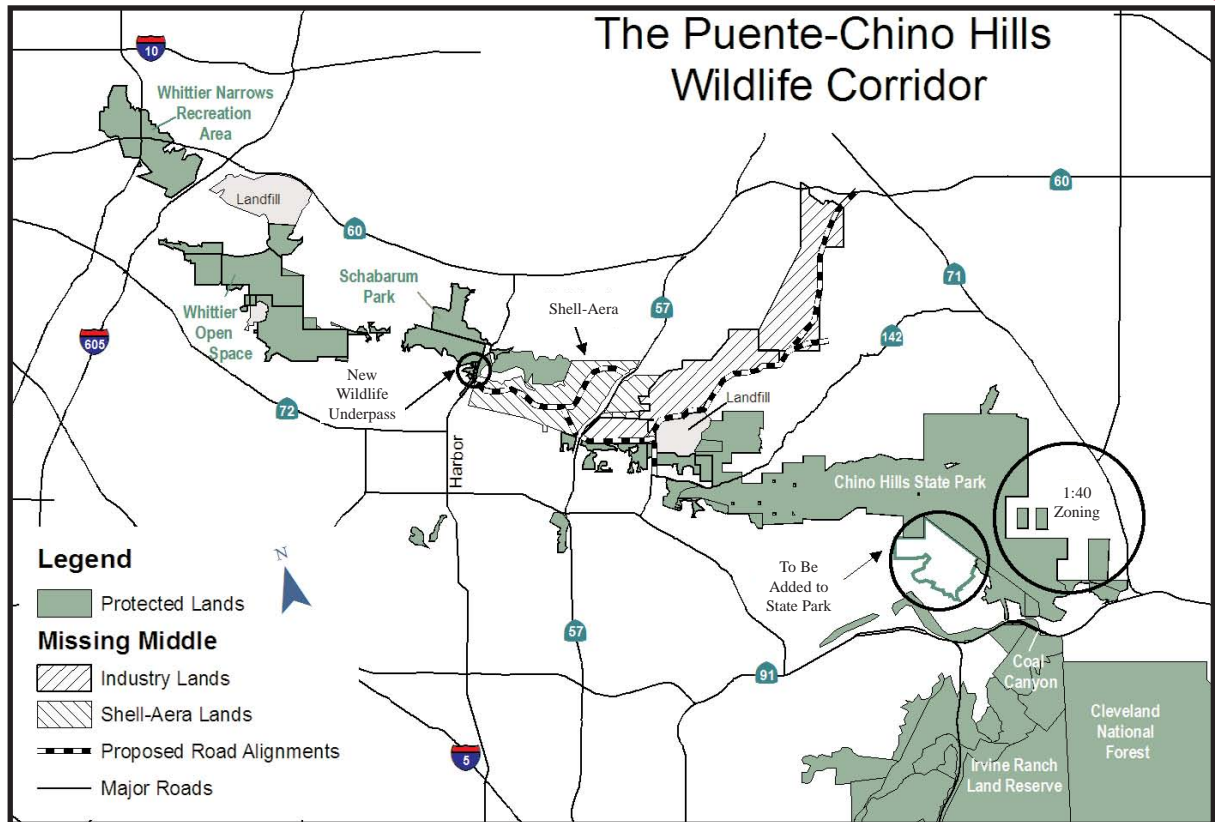 The Puente-Chino Hills
Wildlife Corridor
10
Whittier Narrows
Recreation
Area
Landfill
60
60
Schabarum
Park
Shell-Aera
57
71
142
Whittier
Open
Space
605
New
Wildlife
Underpass
72
Landfill
Harbor
Chino Hills State Park
1:40
Zoning
To Be
Added to
State Park
57
91
Coal
Canyon
Cleveland
National
Forest
Irvine Ranch
Land Reserve
5
N
Legend
Protected Lands
Missing Middle
Industry Lands
Shell-Aera Lands
Proposed Road Alignments
Major Roads